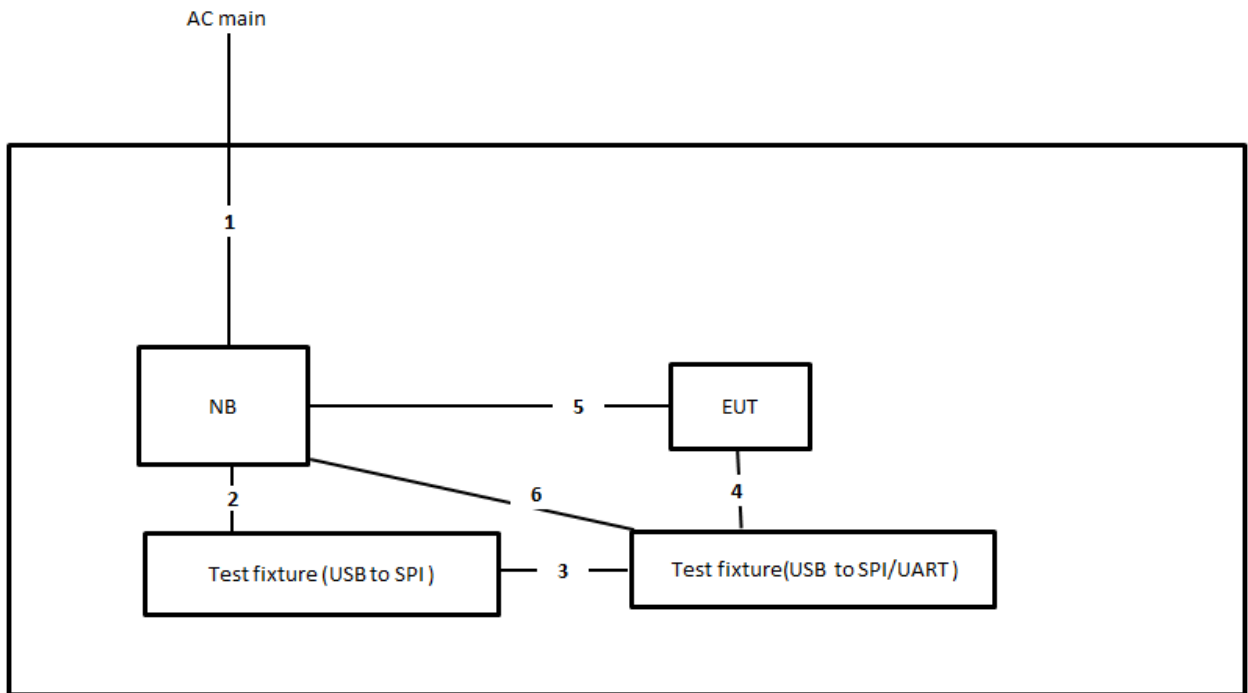 AC main
1
NB
5
EUT
2
6
4
Test fixture (USB to SPI)
3
Test fixture(USB to SPI/UART)